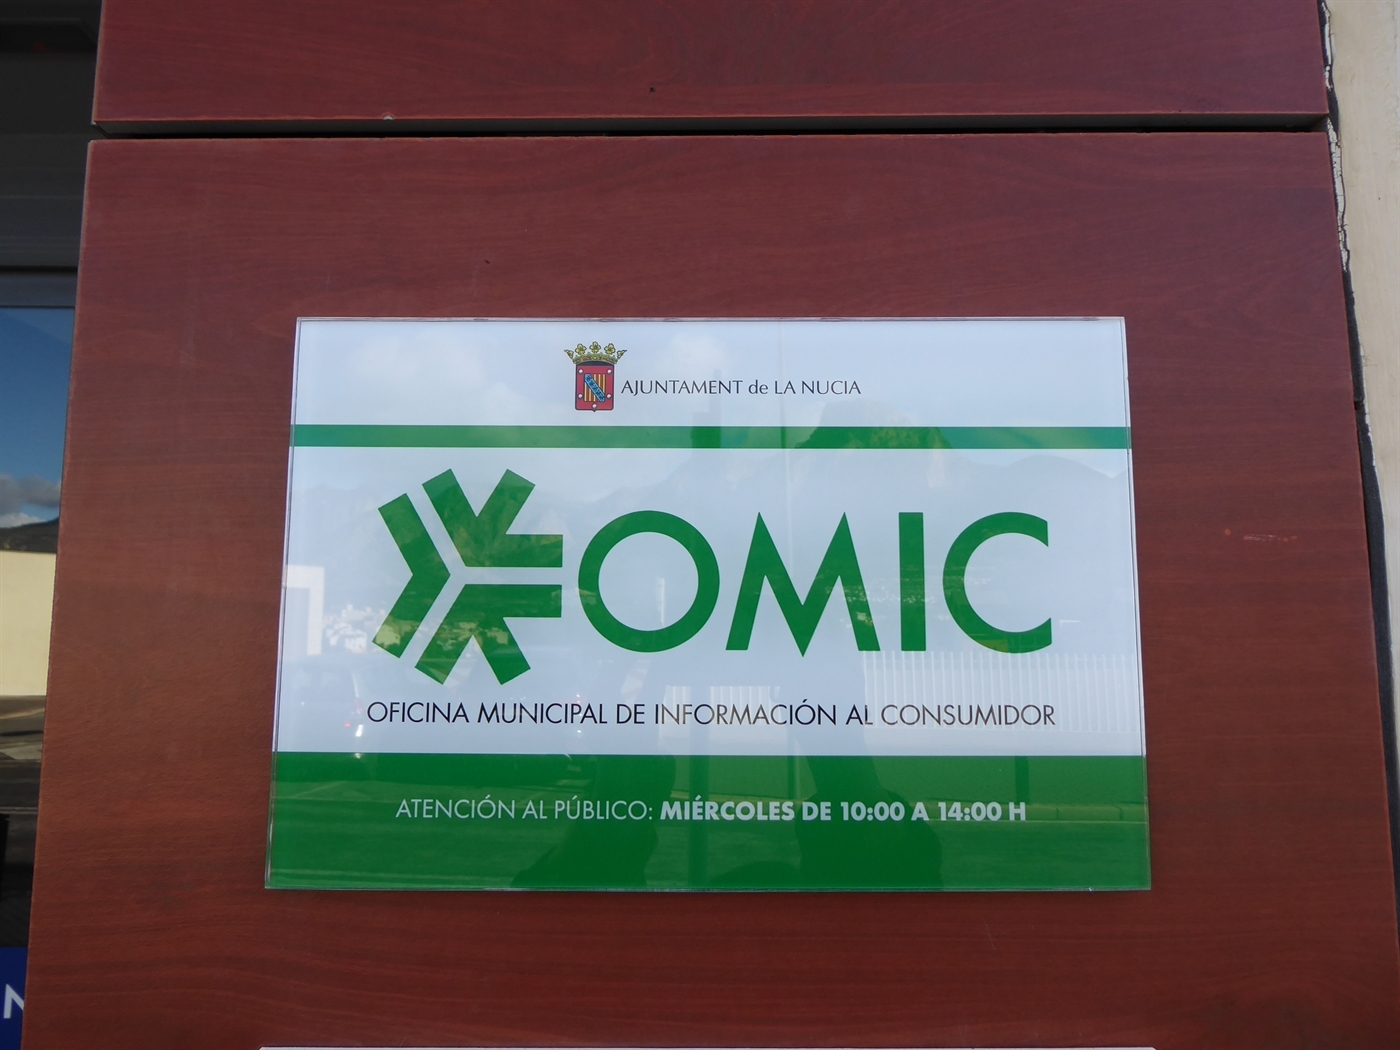 AJUNTAMENT de LA NUCIA
OMIC
OFICINA MUNICIPAL DE INFORMACIÓN AL CONSUMIDOR
ATENCIÓN AL PÚBLICO: MIÉRCOLES DE 10:00 A 14:00 H
N